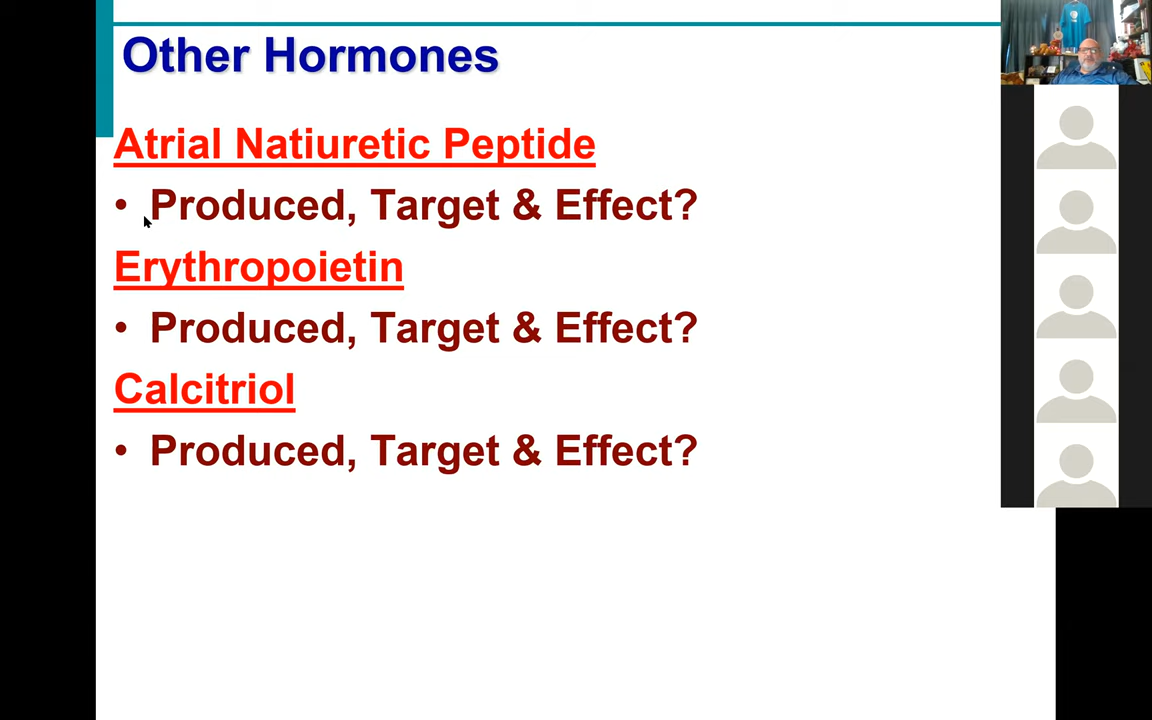 Other Hormones
Atrial Natiuretic Peptide
• Produced, Target & Effect?
Erythropoietin
• Produced, Target & Effect?
Calcitriol
• Produced, Target & Effect?